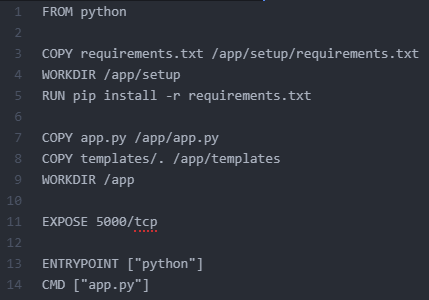 1 FROM python
2
3 COPY requirements.txt /app/setup/requirements.txt
4 WORKDIR /app/setup
5 RUN pip install -r requirements.txt
6
7 COPY app.py /app/app.py
8 COPY templates/. /app/templates
9 WORKDIR /app
10
11 EXPOSE 5000/tcp
12
13 ENTRYPOINT ["python"]
14 CMD ["app.py"]